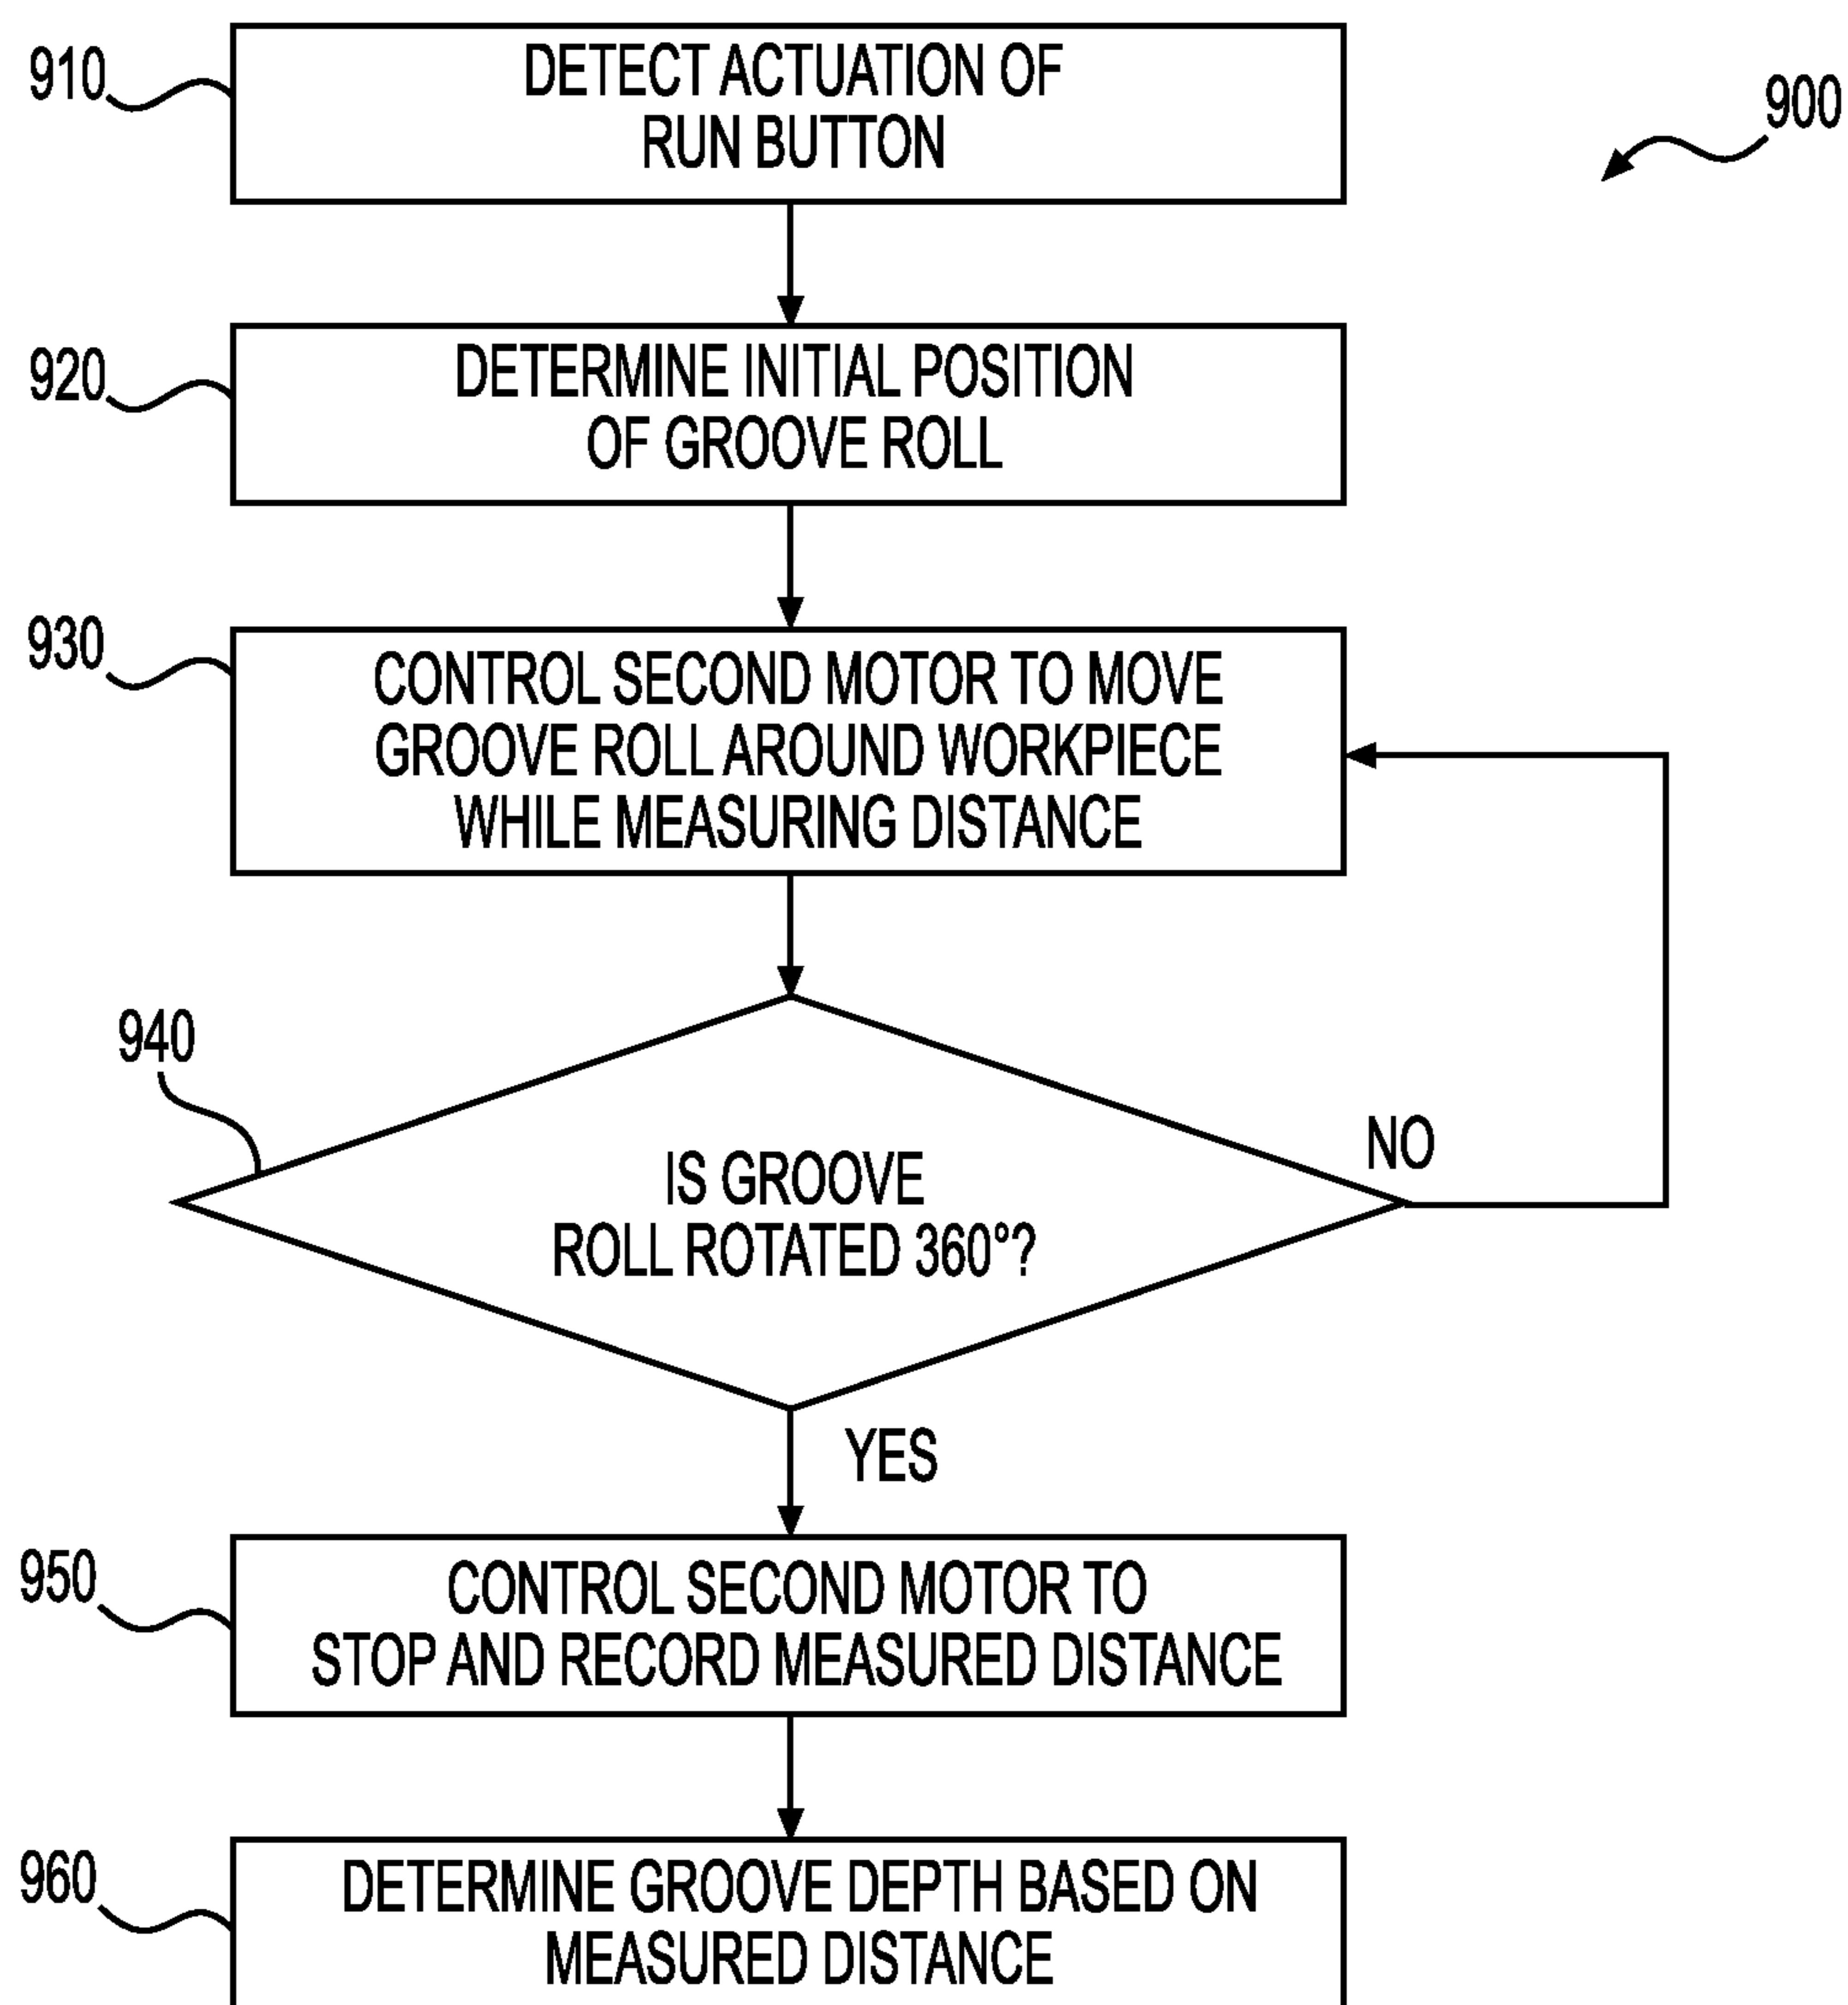 910
DETECT ACTUATION OF
RUN BUTTON
900
920
DETERMINE INITIAL POSITION
OF GROOVE ROLL
930
CONTROL SECOND MOTOR TO MOVE
GROOVE ROLL AROUND WORKPIECE
WHILE MEASURING DISTANCE
940
IS GROOVE
ROLL ROTATED 360°?
NO
YES
950
CONTROL SECOND MOTOR TO
STOP AND RECORD MEASURED DISTANCE
960
DETERMINE GROOVE DEPTH BASED ON
MEASURED DISTANCE